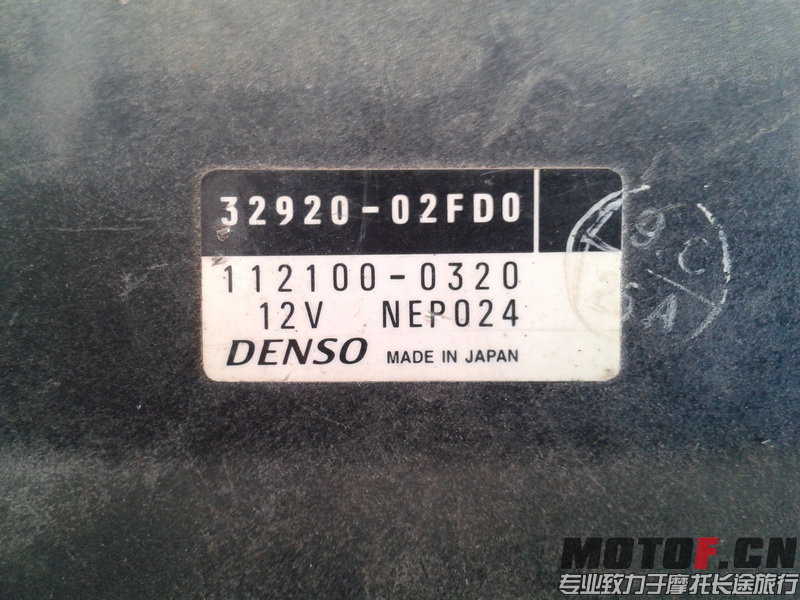 32920-02FD0
112100-0320
12V NEP024
DENSO MADE IN JAPAN
MOTOF.CN
专业致力于摩托长途旅行